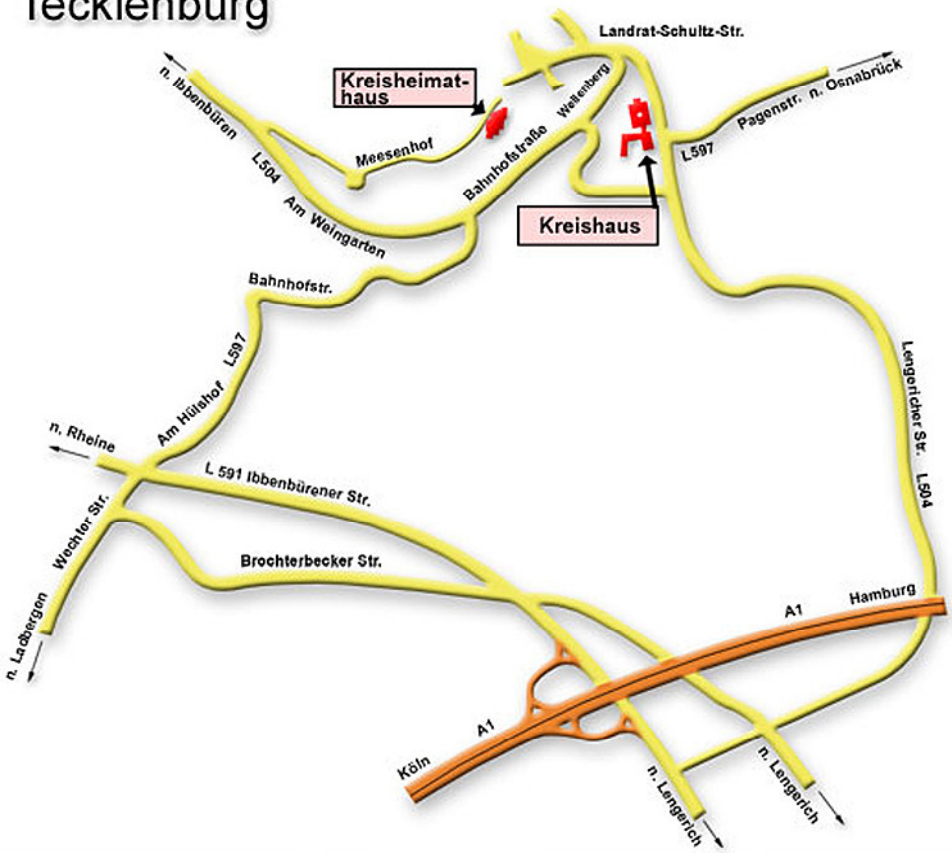 Tecklenburg
Landrat-Schultz-Str.
Kreisheimat-
haus
n. Ibbenbüren
Wellenberg
Pagenstr. n. Osnabrück
L597
Meesenhof
Bahnhofstraße
L504
Am Weingarten
Kreishaus
Bahnhofstr.
L597
Am Hülshof
Lengericher Str.
L504
n. Rheine
L 591 Ibbenbürener Str.
Wechter Str.
Brochterbecker Str.
n. Ladbergen
A1
Hamburg
A1
Köln
n. Lengerich
n. Lengerich